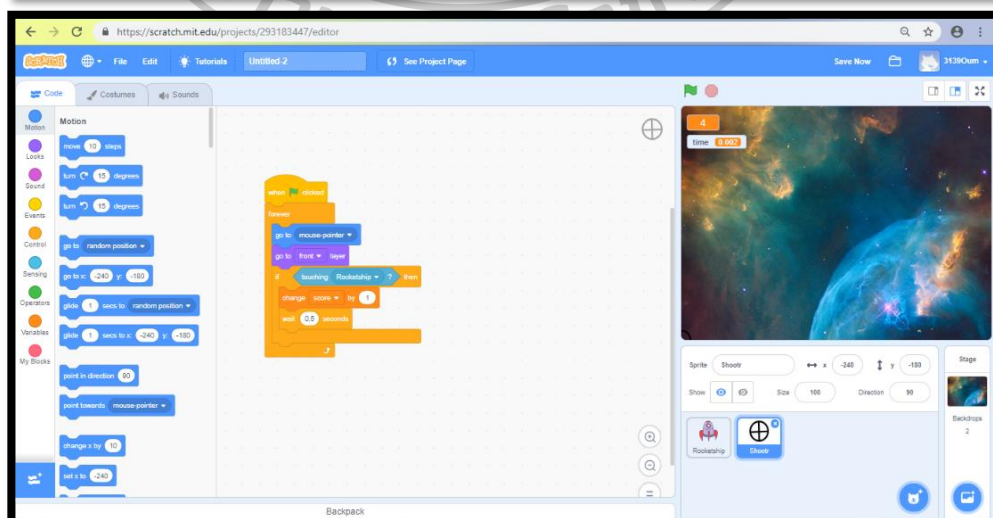 https://scratch.mit.edu/projects/293183447/editor
SCRATCH File Edit Tutorials Untitled-2 See Project Page Save Now 3139Oum
Code Costumes Sounds
Motion
Looks
Sound
Events
Control
Sensing
Operators
Variables
My Blocks
Motion
move 10 steps
turn 15 degrees
turn 15 degrees
go to random position
go to x: -240 y: -180
glide 1 secs to random position
glide 1 secs to x: -240 y: -180
point in direction 90
point towards mouse-pointer
change x by 10
set x to -240
when clicked
forever
go to mouse-pointer
go to front layer
if touching Rocketship ? then
change score by 1
wait 0.5 seconds
4
time 0.002
Sprite Shootr x -240 y -180
Show Size 100 Direction 90
Rocketship
Shootr
Stage
Backdrops
2
Backpack